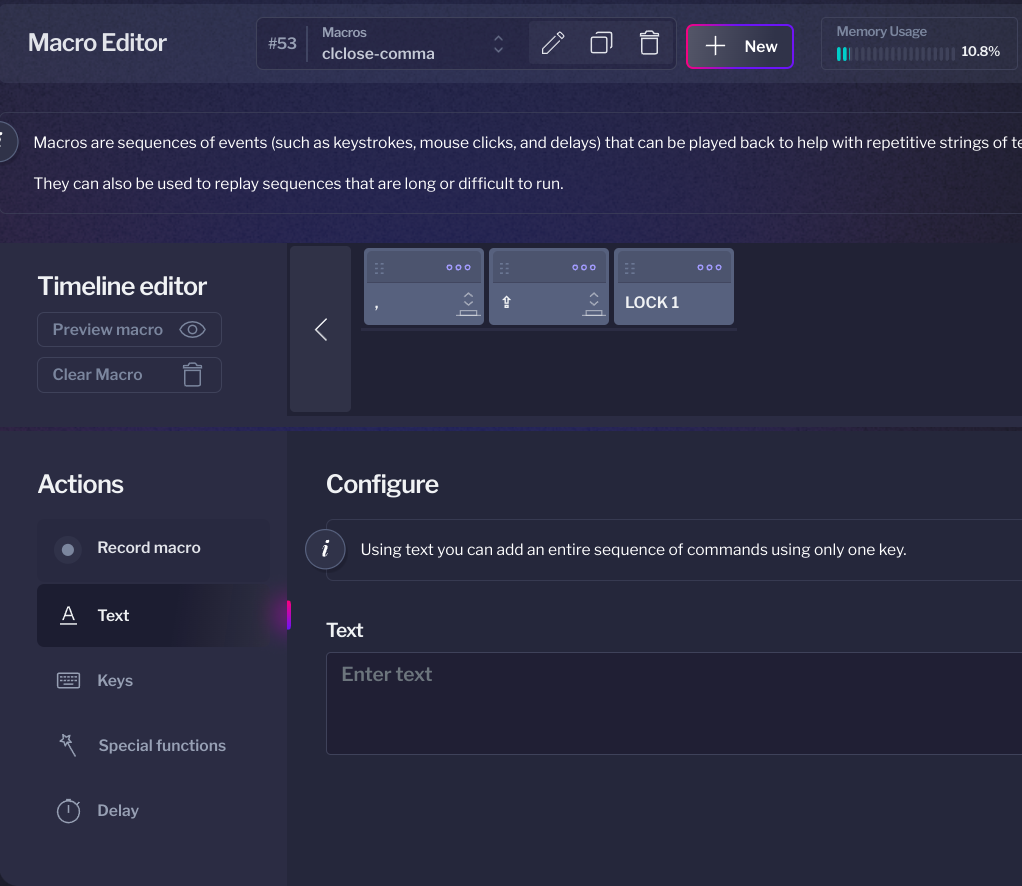 Macro Editor
#53
Macros
clclose-comma
New
Memory Usage
10.8%
i
Macros are sequences of events (such as keystrokes, mouse clicks, and delays) that can be played back to help with repetitive strings of te
They can also be used to replay sequences that are long or difficult to run.
Timeline editor
Preview macro
Clear Macro
,
⇪
LOCK 1
Actions
Record macro
A Text
Keys
Special functions
Delay
Configure
i
Using text you can add an entire sequence of commands using only one key.
Text
Enter text